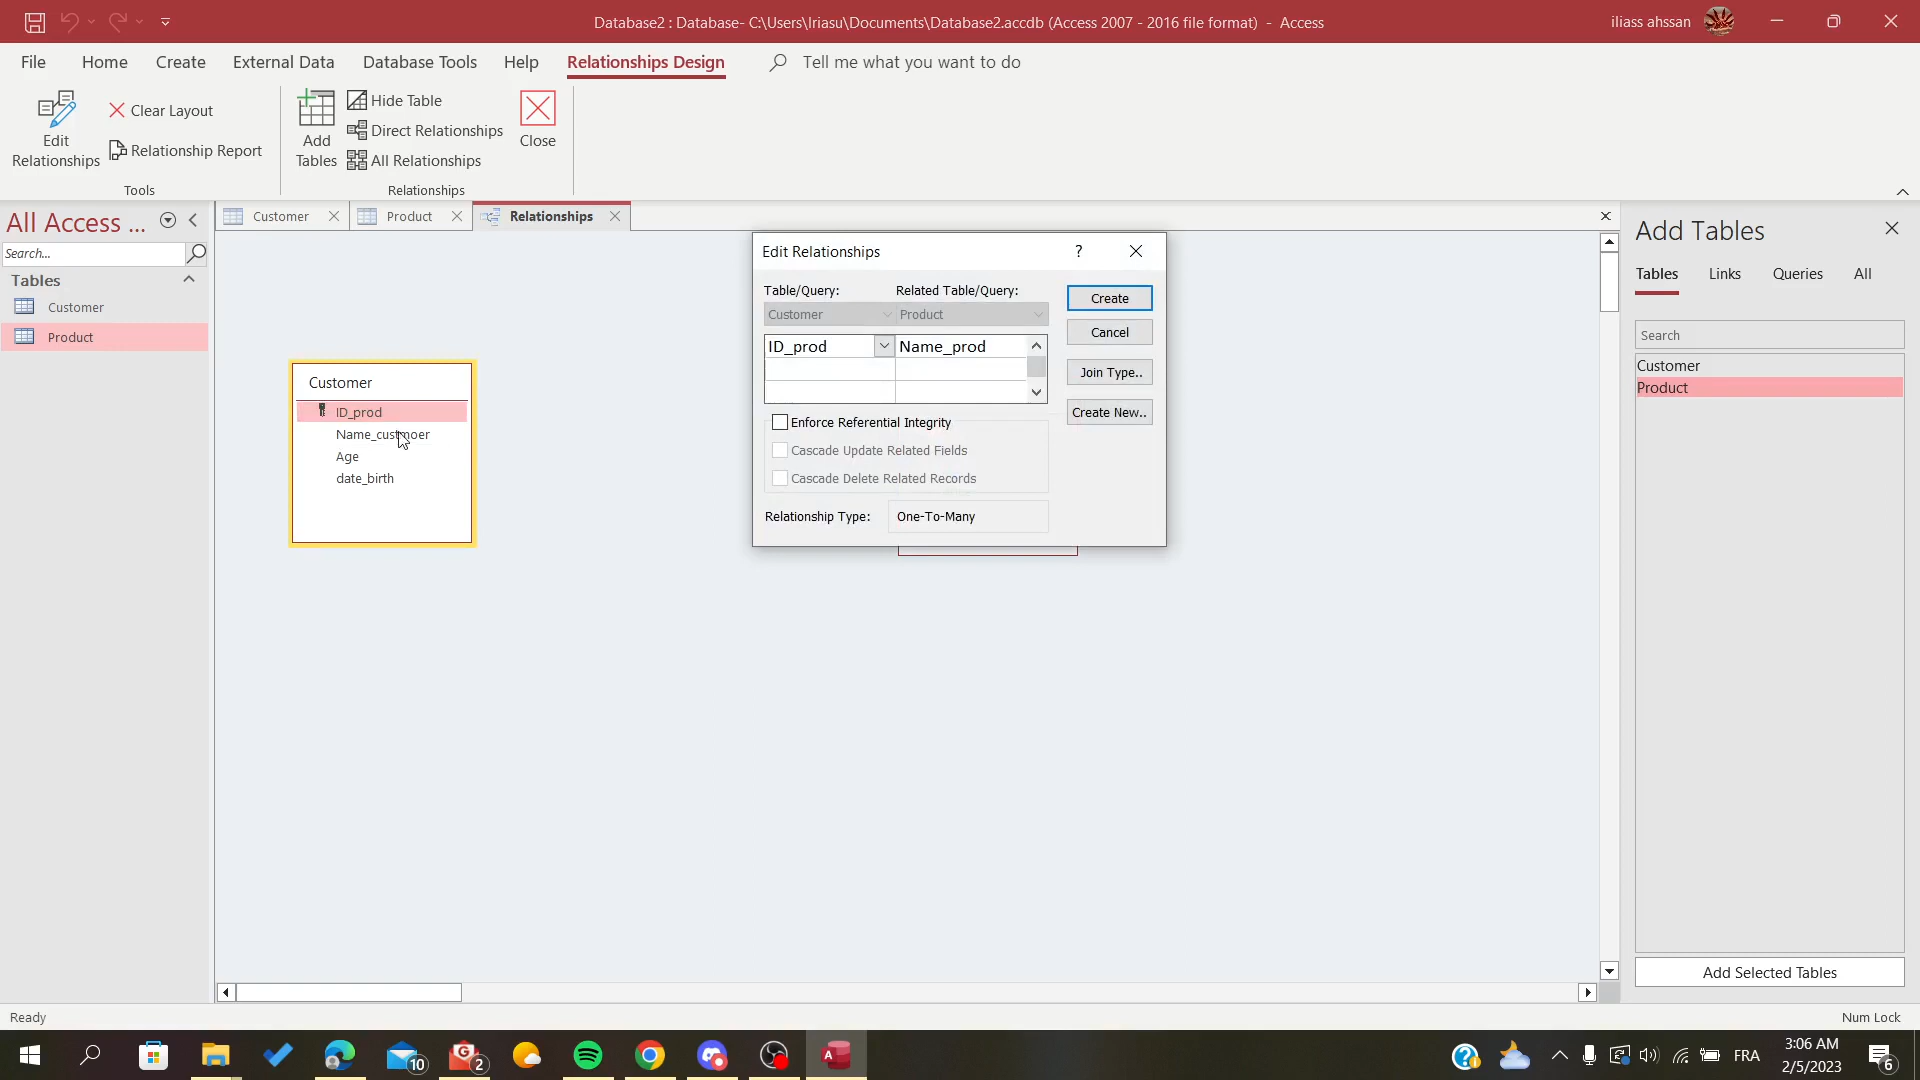 Database2 : Database- C:\Users\Iriasu\Documents\Database2.accdb (Access 2007 - 2016 file format)  -  Access
iliass ahssan
File
Home
Create
External Data
Database Tools
Help
Relationships Design
Tell me what you want to do
Edit
Relationships
Clear Layout
Relationship Report
Tools
Add
Tables
Hide Table
Direct Relationships
All Relationships
Close
Relationships
All Access ...
Search...
Tables
Customer
Product
Customer
Product
Relationships
Customer
ID_prod
Name_custmoer
Age
date_birth
Edit Relationships
?
Table/Query:
Related Table/Query:
Customer
Product
ID_prod
Name_prod
Enforce Referential Integrity
Cascade Update Related Fields
Cascade Delete Related Records
Relationship Type:
One-To-Many
Create
Cancel
Join Type..
Create New..
Add Tables
Tables
Links
Queries
All
Search
Customer
Product
Add Selected Tables
Ready
Num Lock
10
2
A
FRA
3:06 AM
2/5/2023
6